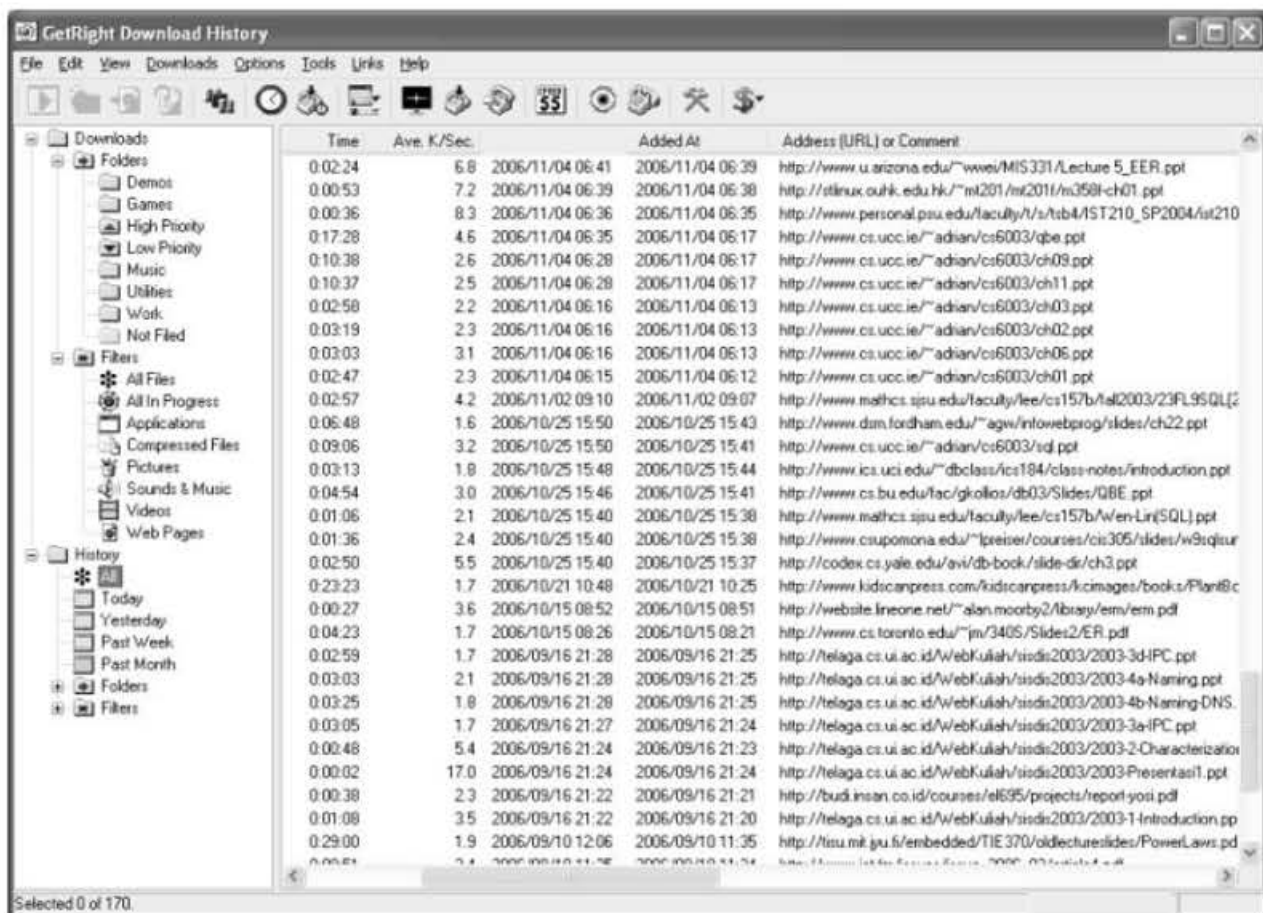 GetRight Download History
File Edit View Downloads Options Tools Links Help
Downloads
Folders
Demos
Games
High Priority
Low Priority
Music
Utilities
Work
Not Filed
Filters
All Files
All In Progress
Applications
Compressed Files
Pictures
Sounds & Music
Videos
Web Pages
History
All
Today
Yesterday
Past Week
Past Month
Folders
Filters
Time Ave. K/Sec. Added At Address (URL) or Comment
0:02:24 6.8 2006/11/04 06:41 2006/11/04 06:39 http://www.u.arizona.edu/~wwei/MIS331/Lecture 5_EER.ppt
0:00:53 7.2 2006/11/04 06:39 2006/11/04 06:38 http://stlinux.ouhk.edu.hk/~mt201/mt201f/m358f-ch01.ppt
0:00:36 8.3 2006/11/04 06:36 2006/11/04 06:35 http://www.personal.psu.edu/faculty/t/s/tsb4/IST210_SP2004/ist210
0:17:28 4.6 2006/11/04 06:35 2006/11/04 06:17 http://www.cs.ucc.ie/~adrian/cs6003/qbe.ppt
0:10:38 2.6 2006/11/04 06:28 2006/11/04 06:17 http://www.cs.ucc.ie/~adrian/cs6003/ch09.ppt
0:10:37 2.5 2006/11/04 06:28 2006/11/04 06:17 http://www.cs.ucc.ie/~adrian/cs6003/ch11.ppt
0:02:58 2.2 2006/11/04 06:16 2006/11/04 06:13 http://www.cs.ucc.ie/~adrian/cs6003/ch03.ppt
0:03:19 2.3 2006/11/04 06:16 2006/11/04 06:13 http://www.cs.ucc.ie/~adrian/cs6003/ch02.ppt
0:03:03 3.1 2006/11/04 06:16 2006/11/04 06:13 http://www.cs.ucc.ie/~adrian/cs6003/ch06.ppt
0:02:47 2.3 2006/11/04 06:15 2006/11/04 06:12 http://www.cs.ucc.ie/~adrian/cs6003/ch01.ppt
0:02:57 4.2 2006/11/02 09:10 2006/11/02 09:07 http://www.mathcs.sjsu.edu/faculty/lee/cs157b/fall2003/23FL9SQL[2
0:06:48 1.6 2006/10/25 15:50 2006/10/25 15:43 http://www.dsm.fordham.edu/~agw/infowebprog/slides/ch22.ppt
0:09:06 3.2 2006/10/25 15:50 2006/10/25 15:41 http://www.cs.ucc.ie/~adrian/cs6003/sql.ppt
0:03:13 1.8 2006/10/25 15:48 2006/10/25 15:44 http://www.ics.uci.edu/~dbclass/ics184/class-notes/introduction.ppt
0:04:54 3.0 2006/10/25 15:46 2006/10/25 15:41 http://www.cs.bu.edu/fac/gkollios/db03/Slides/QBE.ppt
0:01:06 2.1 2006/10/25 15:40 2006/10/25 15:38 http://www.mathcs.sjsu.edu/faculty/lee/cs157b/Wen-Lin(SQL).ppt
0:01:36 2.4 2006/10/25 15:40 2006/10/25 15:38 http://www.csupomona.edu/~lpreiser/courses/cis305/slides/w9sqlsur
0:02:50 5.5 2006/10/25 15:40 2006/10/25 15:37 http://codex.cs.yale.edu/avi/db-book/slide-dir/ch3.ppt
0:23:23 1.7 2006/10/21 10:48 2006/10/21 10:25 http://www.kidscanpress.com/kidscanpress/kcimages/books/Plant8.c
0:00:27 3.6 2006/10/15 08:52 2006/10/15 08:51 http://website.lineone.net/~alan.moorby2/library/erm/erm.pdf
0:04:23 1.7 2006/10/15 08:26 2006/10/15 08:21 http://www.cs.toronto.edu/~jm/340S/Slides2/ER.pdf
0:02:59 1.7 2006/09/16 21:28 2006/09/16 21:25 http://telaga.cs.ui.ac.id/WebKuliah/sisdis2003/2003-3d-IPC.ppt
0:03:03 2.1 2006/09/16 21:28 2006/09/16 21:25 http://telaga.cs.ui.ac.id/WebKuliah/sisdis2003/2003-4a-Naming.ppt
0:03:25 1.8 2006/09/16 21:28 2006/09/16 21:25 http://telaga.cs.ui.ac.id/WebKuliah/sisdis2003/2003-4b-Naming-DNS.
0:03:05 1.7 2006/09/16 21:27 2006/09/16 21:24 http://telaga.cs.ui.ac.id/WebKuliah/sisdis2003/2003-3a-IPC.ppt
0:00:48 5.4 2006/09/16 21:24 2006/09/16 21:23 http://telaga.cs.ui.ac.id/WebKuliah/sisdis2003/2003-2-Characterization
0:00:02 17.0 2006/09/16 21:24 2006/09/16 21:24 http://telaga.cs.ui.ac.id/WebKuliah/sisdis2003/2003-Presentasi1.ppt
0:00:38 2.3 2006/09/16 21:22 2006/09/16 21:21 http://budi.insan.co.id/courses/el695/projects/report-yosi.pdf
0:01:08 3.5 2006/09/16 21:22 2006/09/16 21:20 http://telaga.cs.ui.ac.id/WebKuliah/sisdis2003/2003-1-Introduction.pp
0:29:00 1.9 2006/09/10 12:06 2006/09/10 11:35 http://tisu.mit.jyu.fi/embedded/TIE370/oldlectureslides/PowerLaws.pd
Selected 0 of 170.